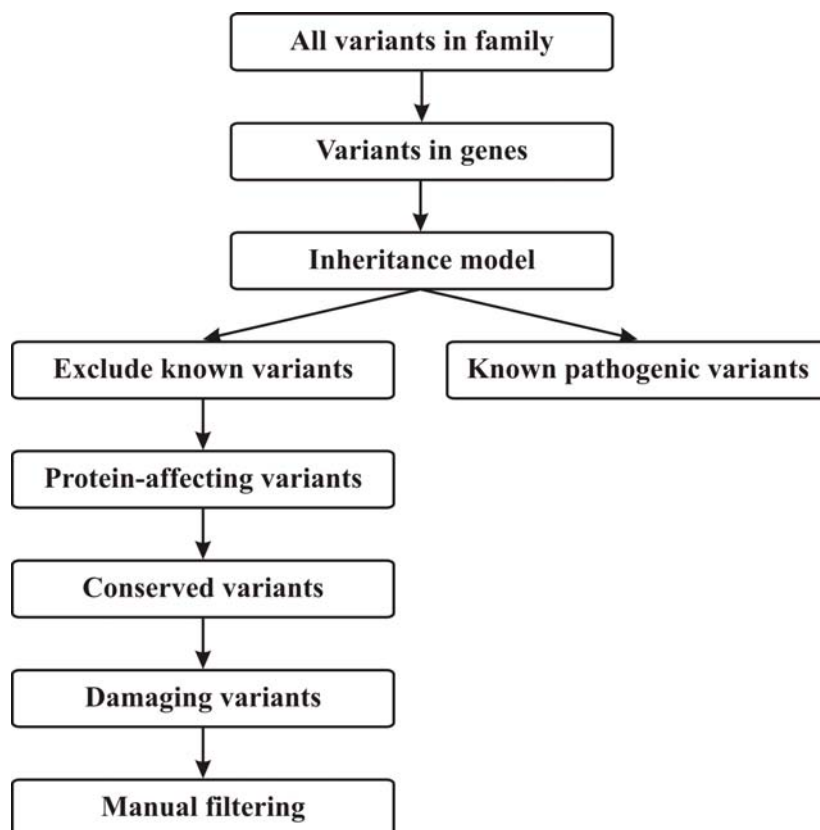 All variants in family
Variants in genes
Inheritance model
Exclude known variants
Known pathogenic variants
Protein-affecting variants
Conserved variants
Damaging variants
Manual filtering